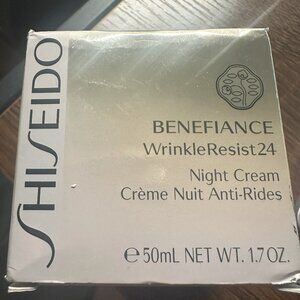 SHISEIDO
BENEFIANCE
WrinkleResist24
Night Cream
Crème Nuit Anti-Rides
℮50mL NET WT. 1.7 OZ.